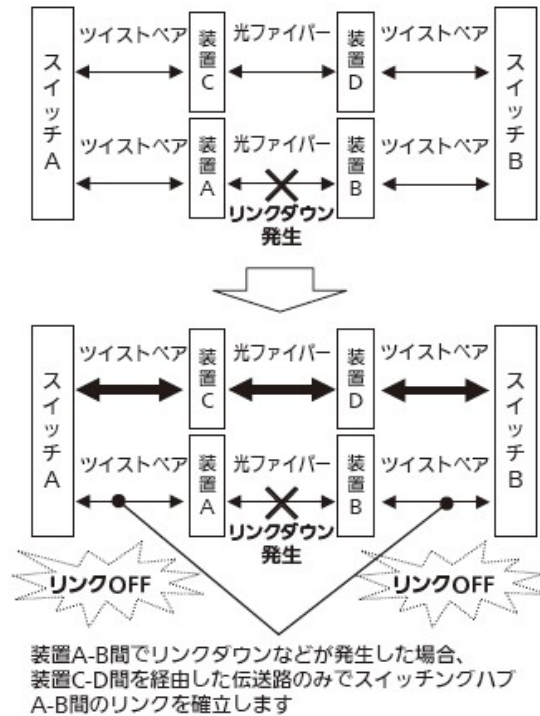 スイッチA
ツイストペア
装置C
光ファイバー
装置D
ツイストペア
スイッチB
ツイストペア
装置A
光ファイバー
装置B
ツイストペア
リンクダウン
発生
スイッチA
ツイストペア
装置C
光ファイバー
装置D
ツイストペア
スイッチB
ツイストペア
装置A
光ファイバー
装置B
ツイストペア
リンクダウン
発生
リンクOFF
リンクOFF
装置A-B間でリンクダウンなどが発生した場合、
装置C-D間を経由した伝送路のみでスイッチングハブ
A-B間のリンクを確立します